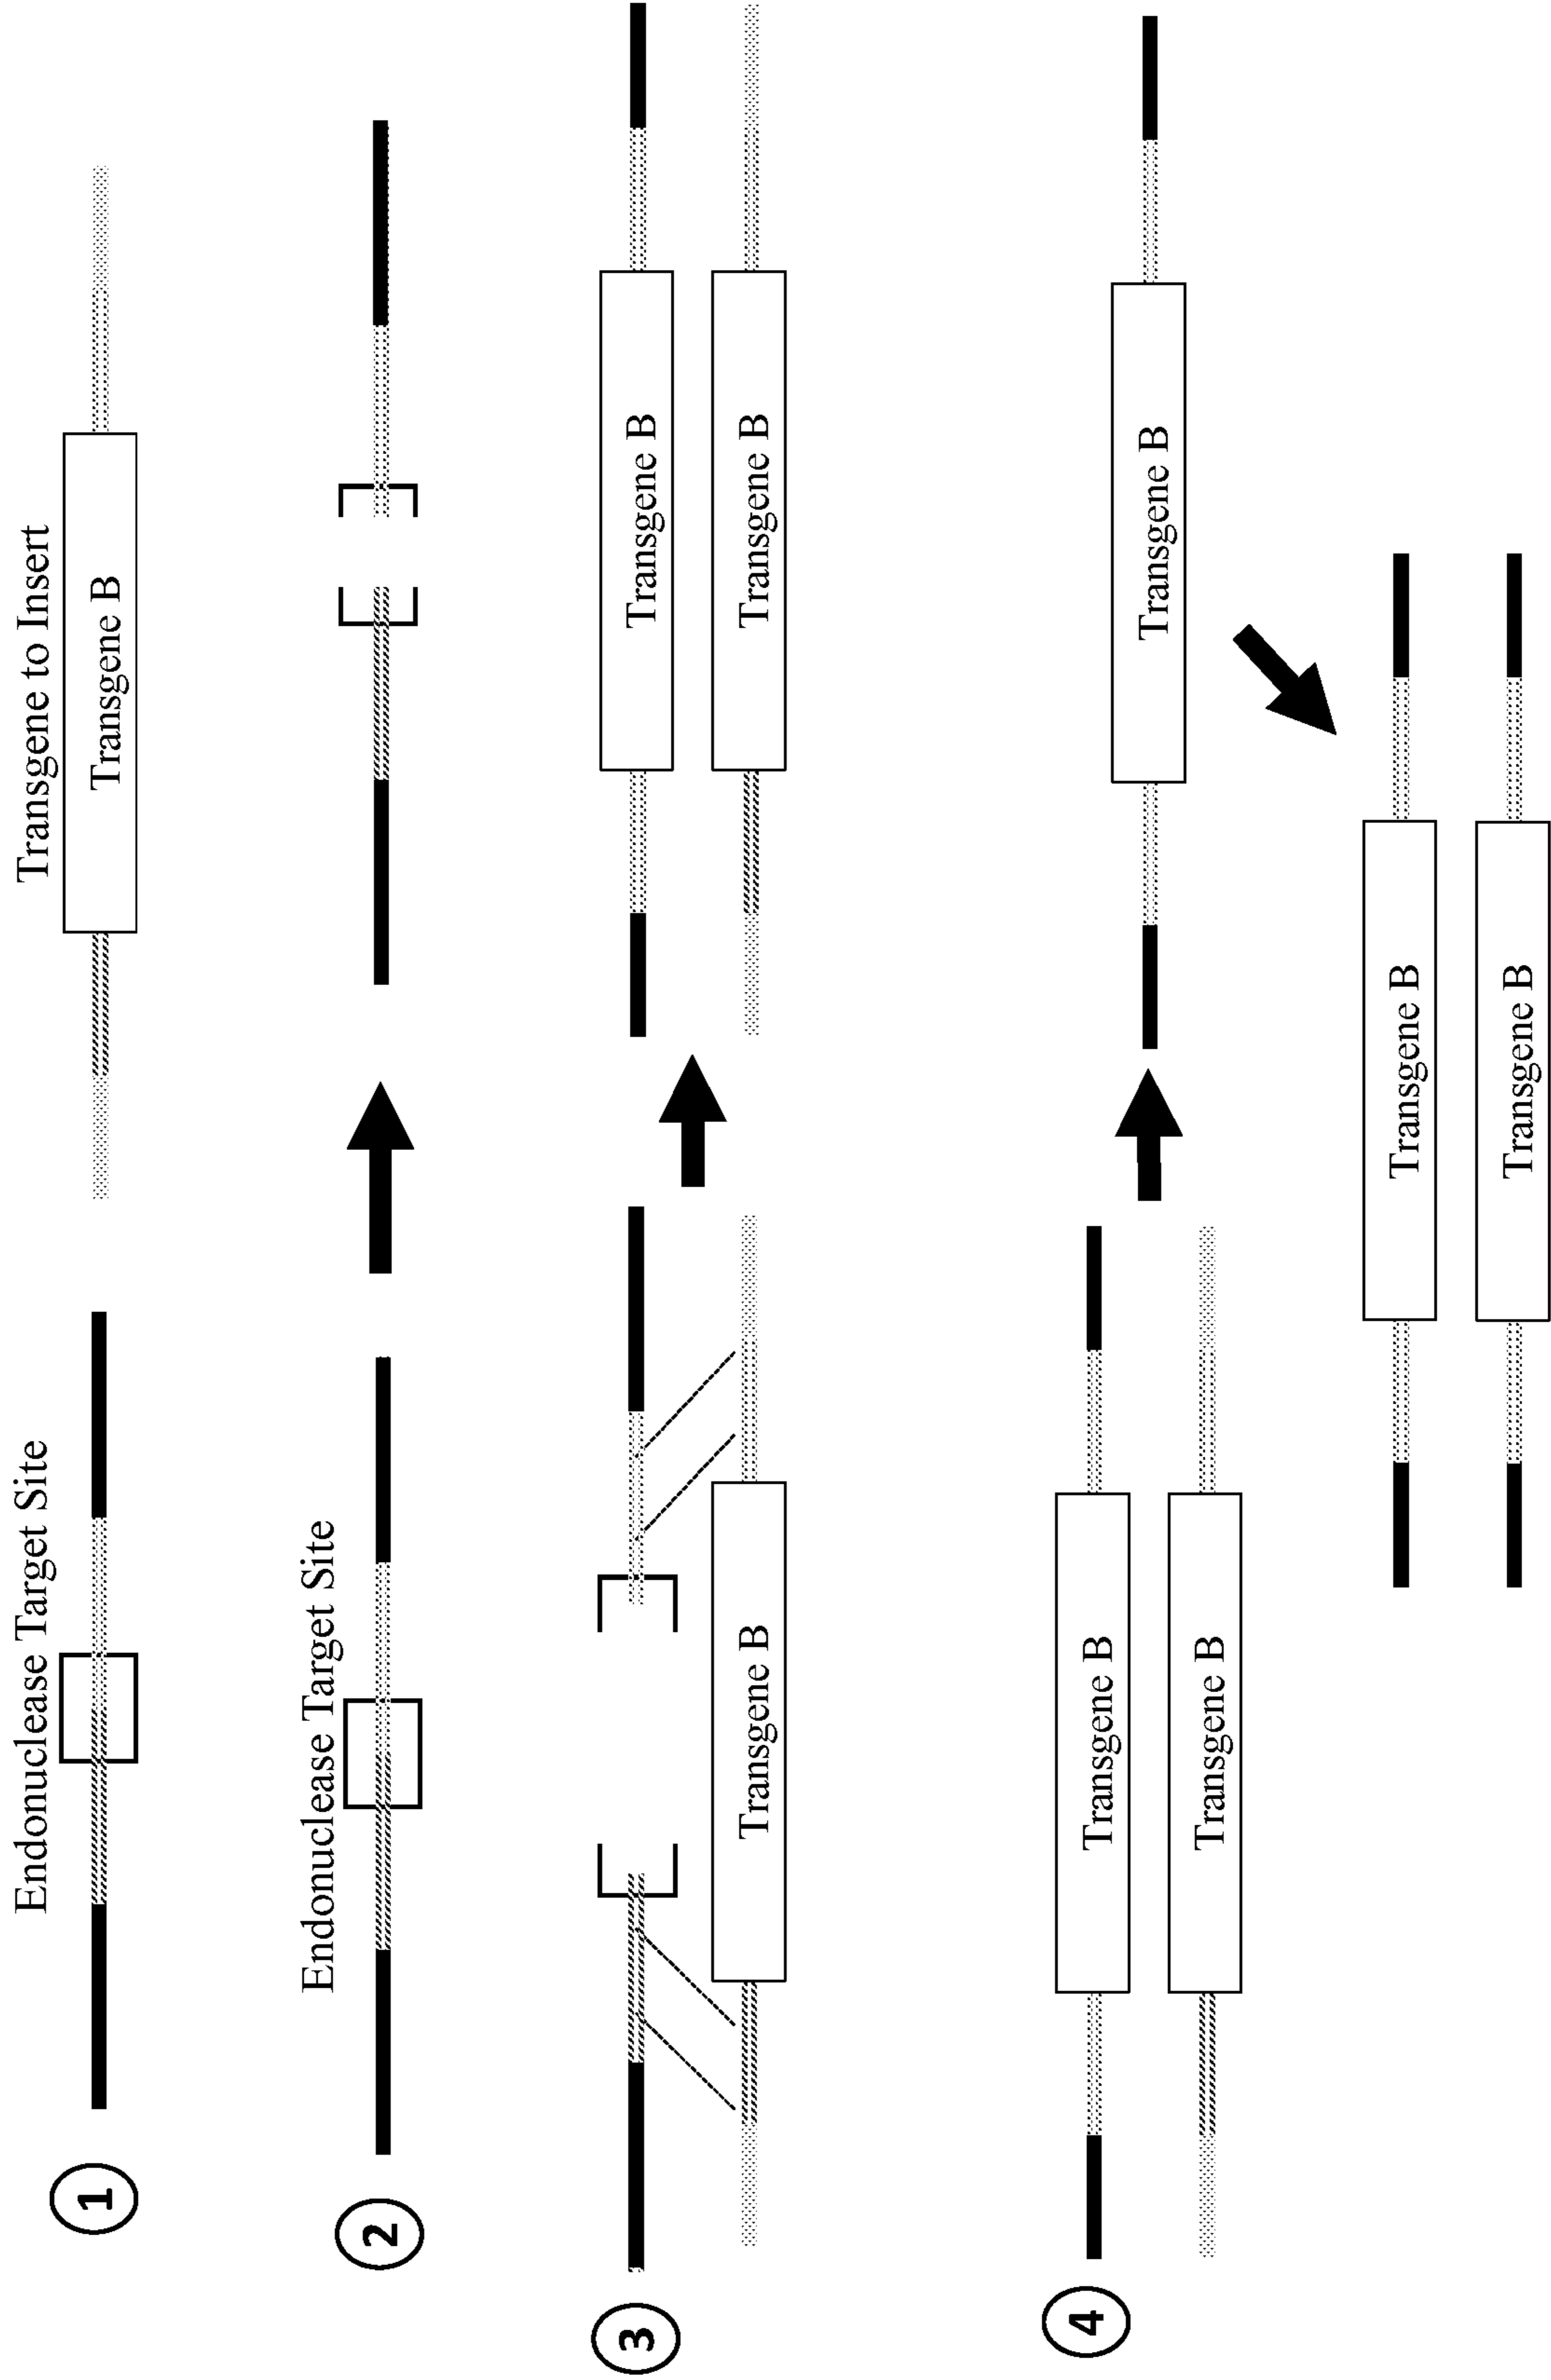 Endonuclease Target Site
Transgene to Insert
1
Transgene B
Endonuclease Target Site
2
3
Transgene B
Transgene B
Transgene B
4
Transgene B
Transgene B
Transgene B
Transgene B
Transgene B